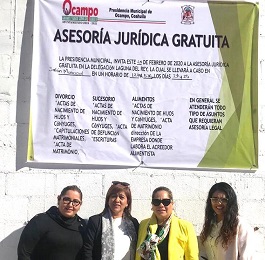 Ocampo
Presidencia Municipal de
Ocampo, Coahuila
ASESORÍA JURÍDICA GRATUITA
LA PRESIDENCIA MUNICIPAL, INVITA ESTE DE FEBRERO DE 2020 A LA ASESORÍA JURÍDICA
GRATUITA EN LA DELEGACIÓN LAGUNA DEL REY, LA CUAL SE LLEVARÁ A CABO EN
EN UN HORARIO DE LOS DÍAS
DIVORCIO SUCESORIO ALIMENTOS EN GENERAL SE
*ACTAS DE *ACTAS DE *ACTAS DE ATENDERÁN TODO
NACIMIENTO DE NACIMIENTO DE NACIMIENTO DE HIJOS TIPO DE ASUNTOS
HIJOS Y HIJOS Y Y CÓNYUGES, *ACTA QUE REQUIERAN
CÓNYUGES, CÓNYUGES, *ACTA DE MATRIMONIO ASESORÍA LEGAL.
*CAPITULACIONES DE DEFUNCIÓN DIRECCIÓN DE LA
MATRIMONIALES *ESCRITURAS EMPRESA DONDE
*ACTA DE LABORA EL ACREEDOR
MATRIMONIO. ALIMENTISTA